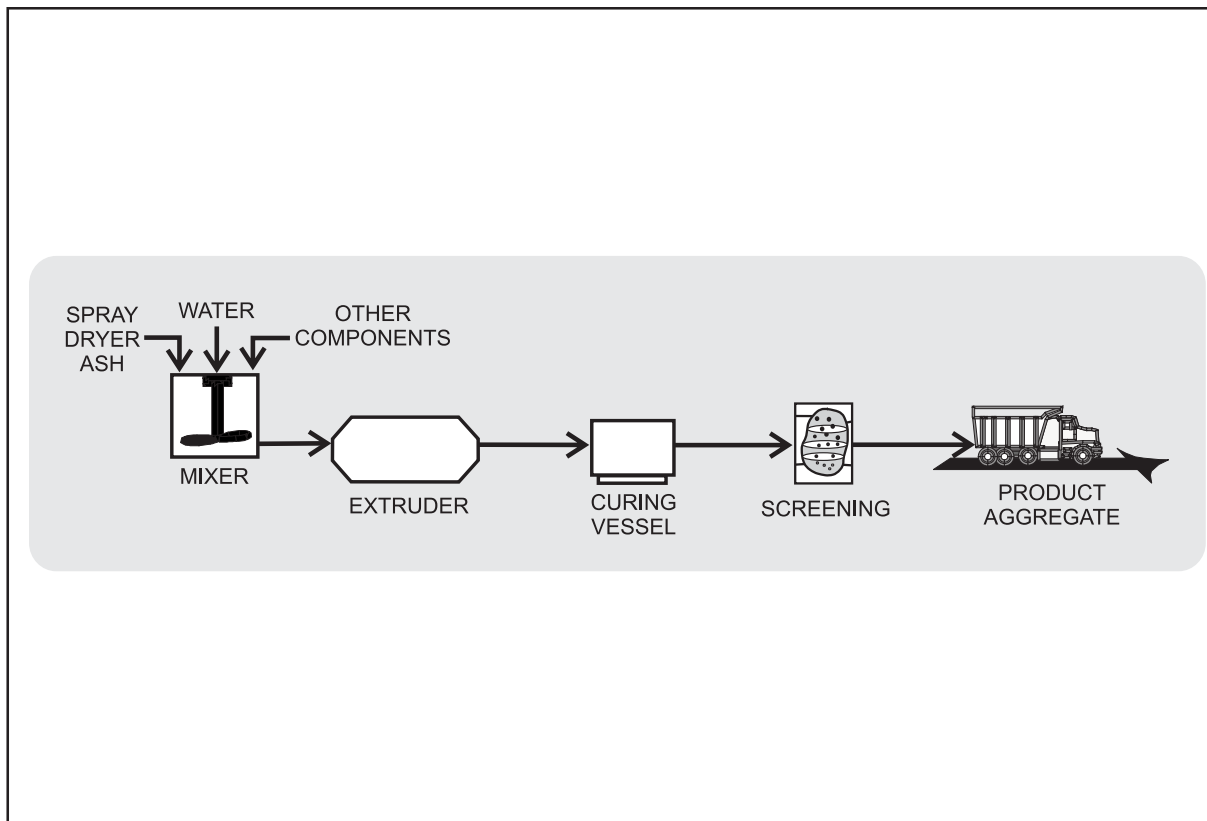 SPRAY
DRYER
ASH
WATER
OTHER
COMPONENTS
MIXER
EXTRUDER
CURING
VESSEL
SCREENING
PRODUCT
AGGREGATE